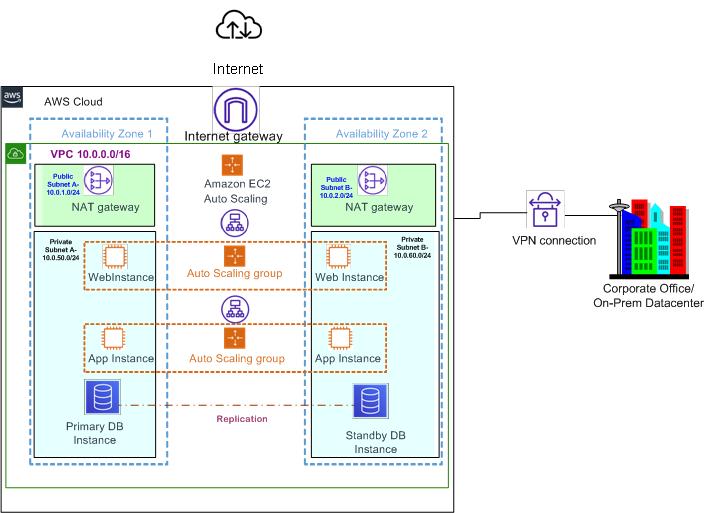 Internet
aws
AWS Cloud
Internet gateway
Availability Zone 1
Availability Zone 2
VPC 10.0.0.0/16
Public
Subnet A-
10.0.1.0/24
NAT gateway
Amazon EC2
Auto Scaling
Public
Subnet B-
10.0.2.0/24
NAT gateway
Private
Subnet A-
10.0.50.0/24
Private
Subnet B-
10.0.60.0/24
WebInstance
Auto Scaling group
Web Instance
App Instance
Auto Scaling group
App Instance
Primary DB
Instance
Replication
Standby DB
Instance
VPN connection
Corporate Office/
On-Prem Datacenter